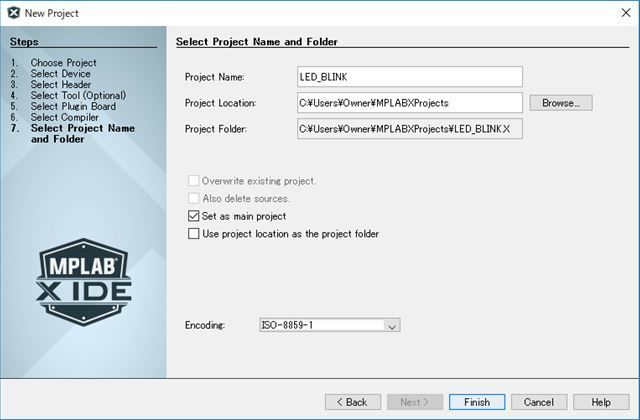 New Project
Steps
1. Choose Project
2. Select Device
3. Select Header
4. Select Tool (Optional)
5. Select Plugin Board
6. Select Compiler
7. Select Project Name
and Folder
MPLAB®
X IDE
Select Project Name and Folder
Project Name: LED_BLINK
Project Location: C:¥Users¥Owner¥MPLABXProjects Browse...
Project Folder: C:¥Users¥Owner¥MPLABXProjects¥LED_BLINK.X
Overwrite existing project.
Also delete sources.
Set as main project
Use project location as the project folder
Encoding: ISO-8859-1
< Back Next > Finish Cancel Help